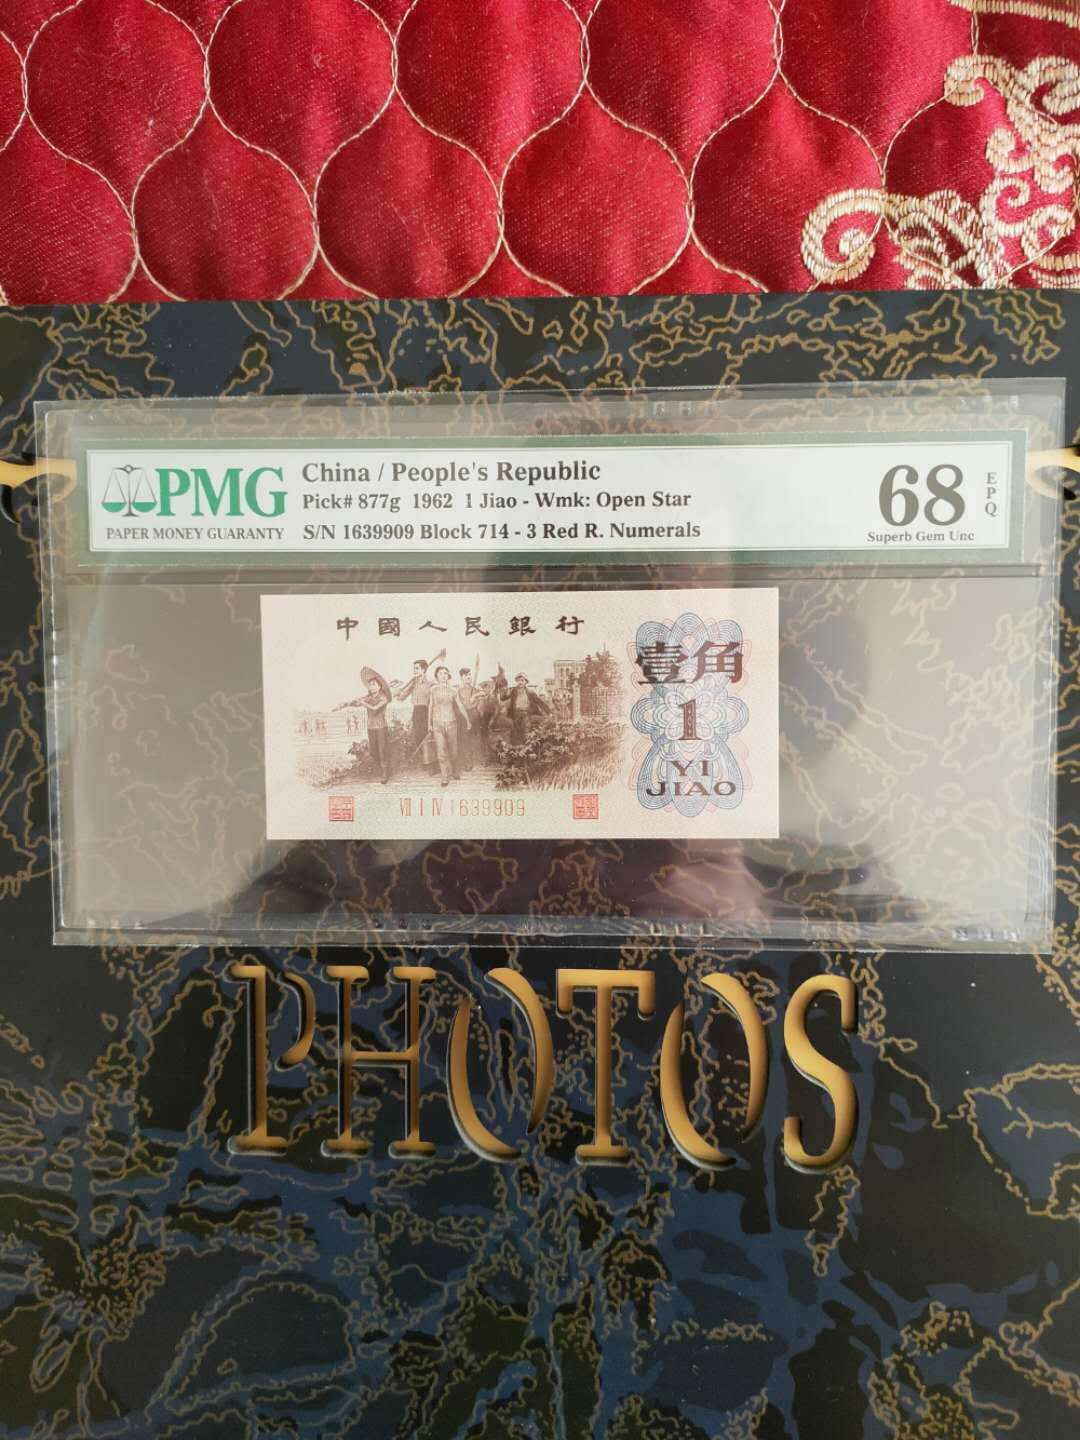 PMG
PAPER MONEY GUARANTY
China / People's Republic
Pick# 877g 1962 1 Jiao - Wmk: Open Star
S/N 1639909 Block 714 - 3 Red R. Numerals
68
EPQ
Superb Gem Unc
中國人民銀行
壹角
1
YI
JIAO
VII I IV 1639909
PHOTOS